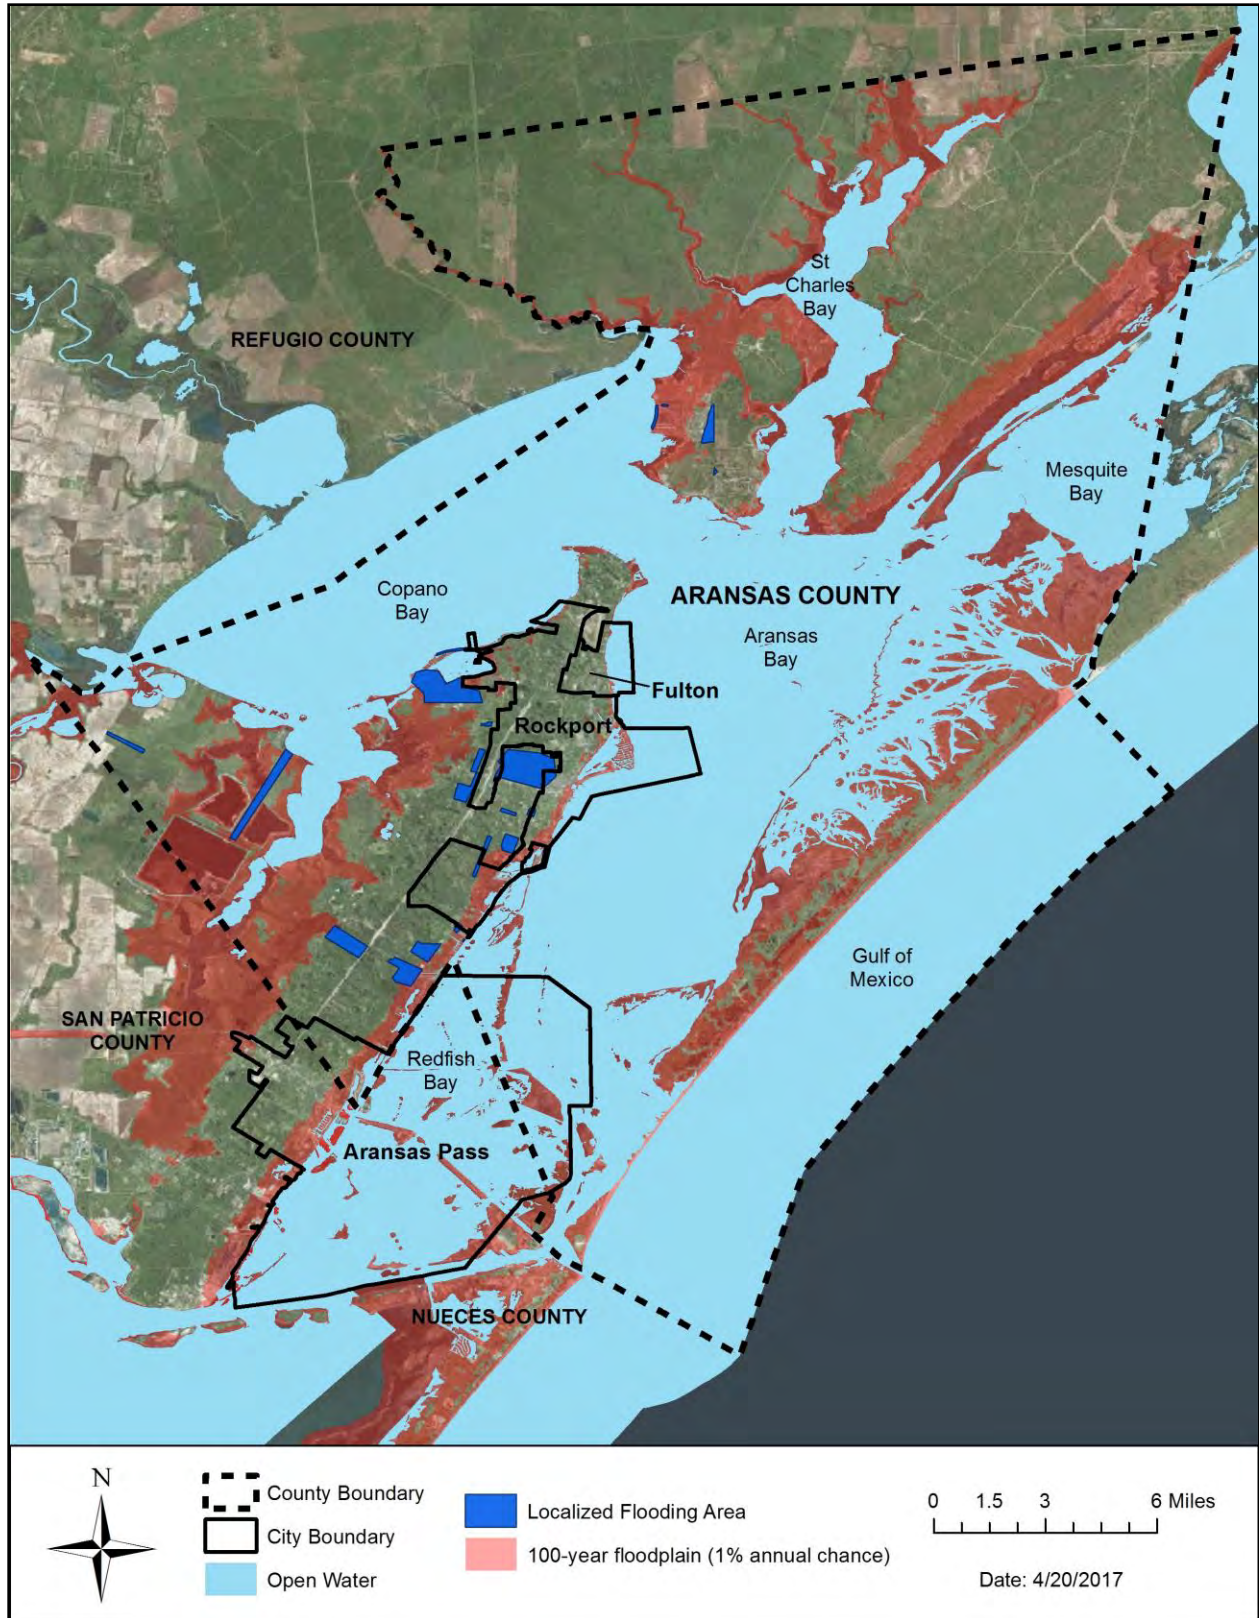 St
Charles
Bay
REFUGIO COUNTY
Mesquite
Bay
Copano
Bay
ARANSAS COUNTY
Aransas
Bay
Fulton
Rockport
Gulf of
Mexico
SAN PATRICIO
COUNTY
Redfish
Bay
Aransas Pass
NUECES COUNTY
N
County Boundary
City Boundary
Open Water
Localized Flooding Area
100-year floodplain (1% annual chance)
0 1.5 3 6 Miles
Date: 4/20/2017